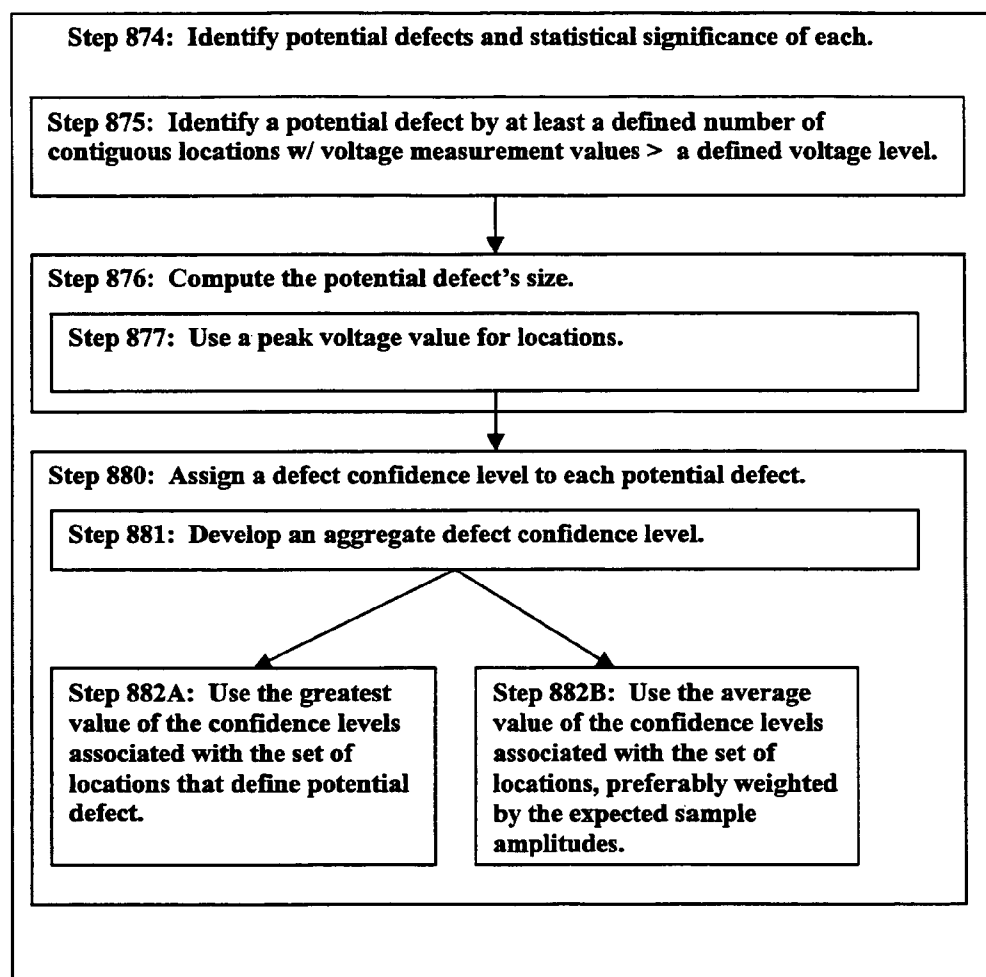 Step 874: Identify potential defects and statistical significance of each.
Step 875: Identify a potential defect by at least a defined number of
contiguous locations w/ voltage measurement values > a defined voltage level.
Step 876: Compute the potential defect's size.
Step 877: Use a peak voltage value for locations.
Step 880: Assign a defect confidence level to each potential defect.
Step 881: Develop an aggregate defect confidence level.
Step 882A: Use the greatest
value of the confidence levels
associated with the set of
locations that define potential
defect.
Step 882B: Use the average
value of the confidence levels
associated with the set of
locations, preferably weighted
by the expected sample
amplitudes.